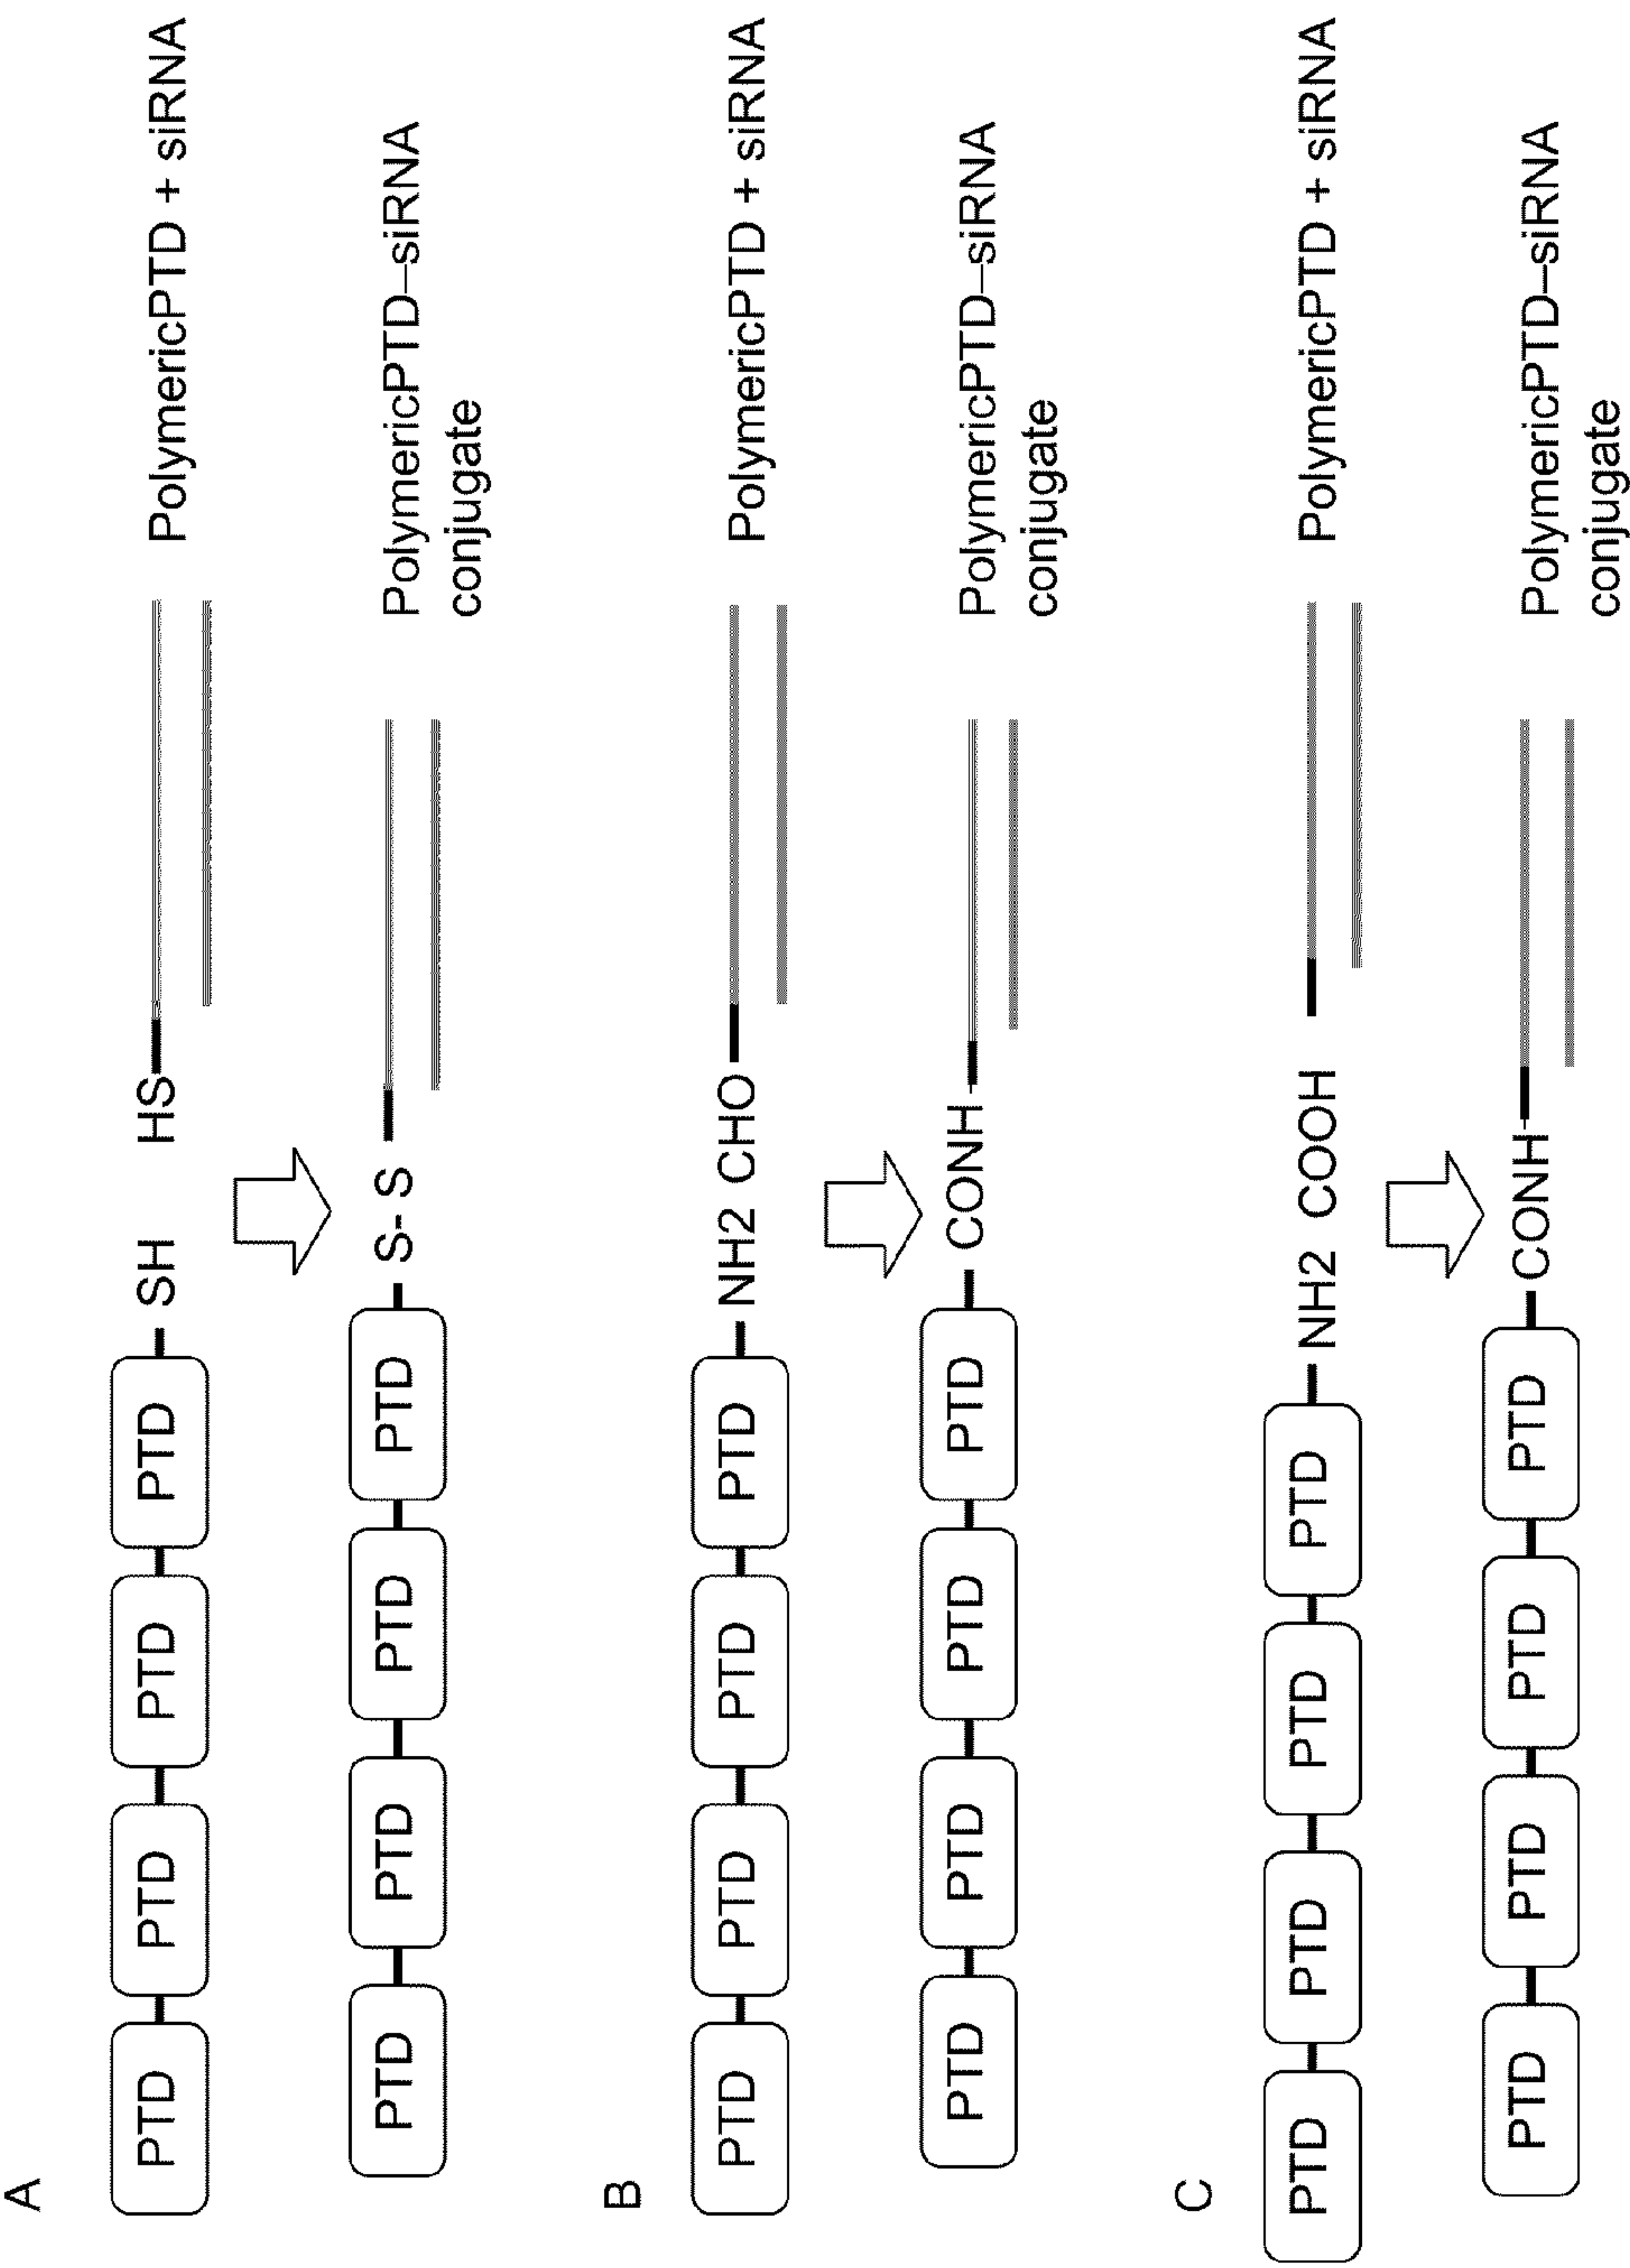 A
PTD PTD PTD PTD SH HS PolymericPTD + siRNA
PTD PTD PTD PTD S- S PolymericPTD–siRNA
conjugate
B
PTD PTD PTD PTD NH2 CHO PolymericPTD + siRNA
PTD PTD PTD PTD CONH PolymericPTD–siRNA
conjugate
C
PTD PTD PTD PTD NH2 COOH PolymericPTD + siRNA
PTD PTD PTD PTD CONH PolymericPTD–siRNA
conjugate